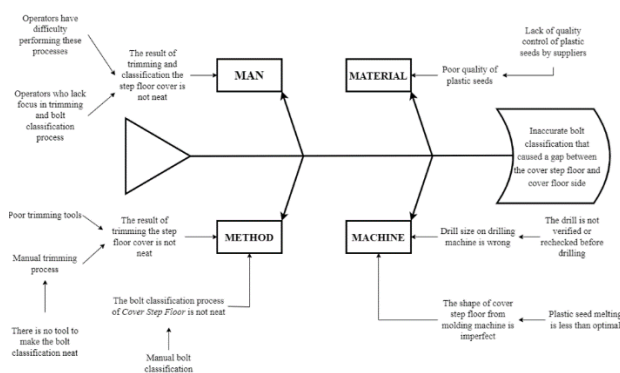 Operators have
difficulty
performing these
processes
Operators who lack
focus in trimming
and bolt
classification
process
The result of
trimming and
classification the
step floor cover is
not neat
MAN
MATERIAL
Poor quality of
plastic seeds
Lack of quality
control of plastic
seeds by suppliers
Inaccurate bolt
classification that
caused a gap between
the cover step floor and
cover floor side
Poor trimming tools
Manual trimming
process
There is no tool to
make the bolt
classification neat
The result of
trimming the step
floor cover is not
neat
METHOD
The bolt classification process
of Cover Step Floor is not neat
Manual bolt
classification
MACHINE
Drill size on drilling
machine is wrong
The drill is not
verified or
rechecked before
drilling
The shape of cover
step floor from
molding machine is
imperfect
Plastic seed melting
is less than optimal